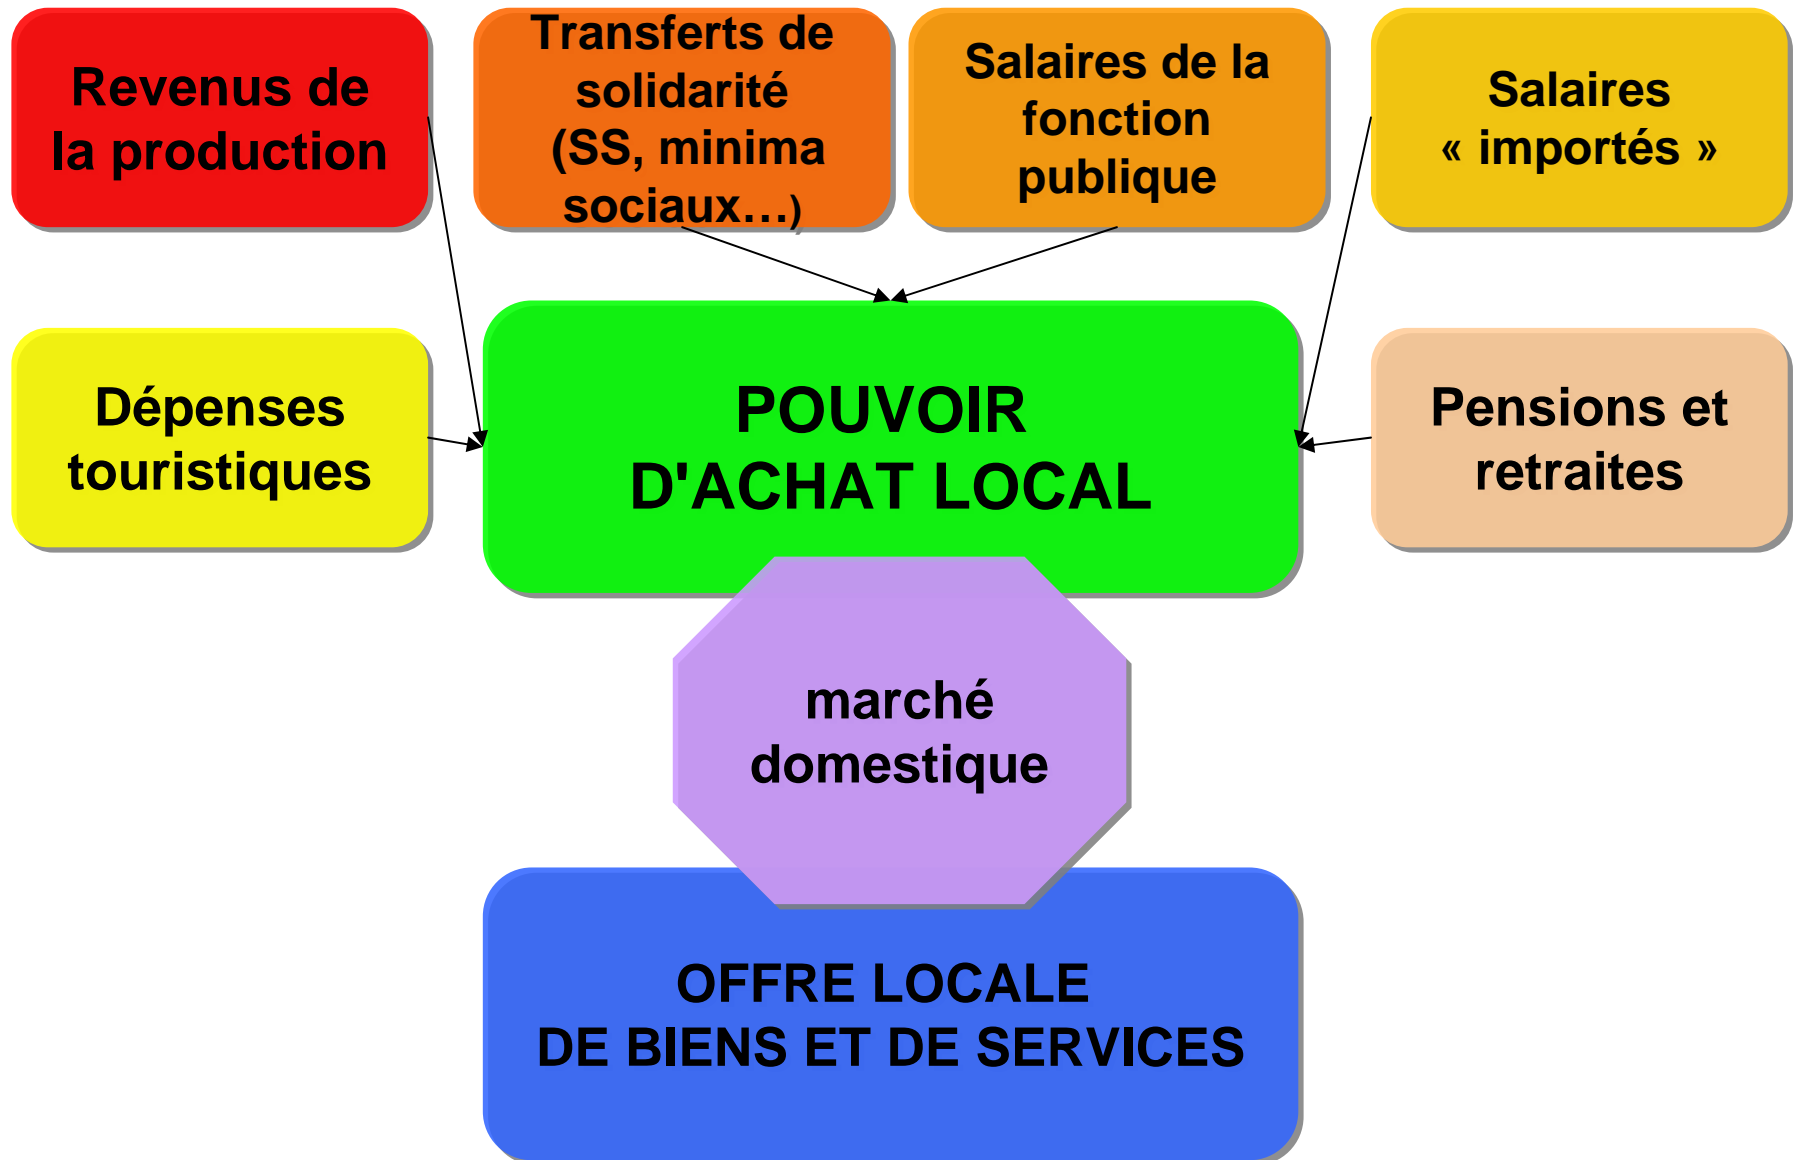 Revenus de
la production
Transferts de
solidarité
(SS, minima
sociaux…)
Salaires de la
fonction
publique
Salaires
« importés »
Dépenses
touristiques
POUVOIR
D'ACHAT LOCAL
Pensions et
retraites
marché
domestique
OFFRE LOCALE
DE BIENS ET DE SERVICES